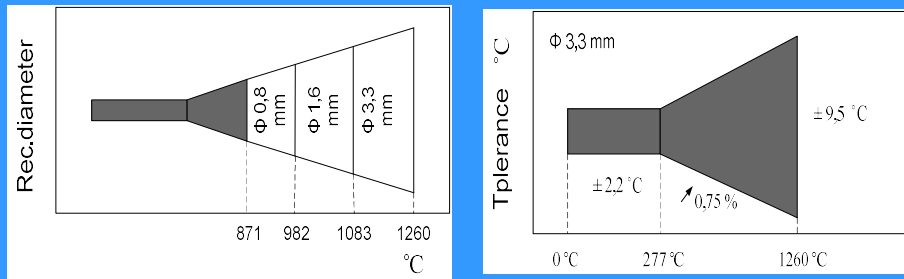 Rec.diameter
Φ 0,8 mm
Φ 1,6 mm
Φ 3,3 mm
871 982 1083 1260
°C
Tplerance °C
Φ 3,3 mm
± 9,5 °C
± 2,2 °C
0,75 %
0 °C 277 °C 1260 °C